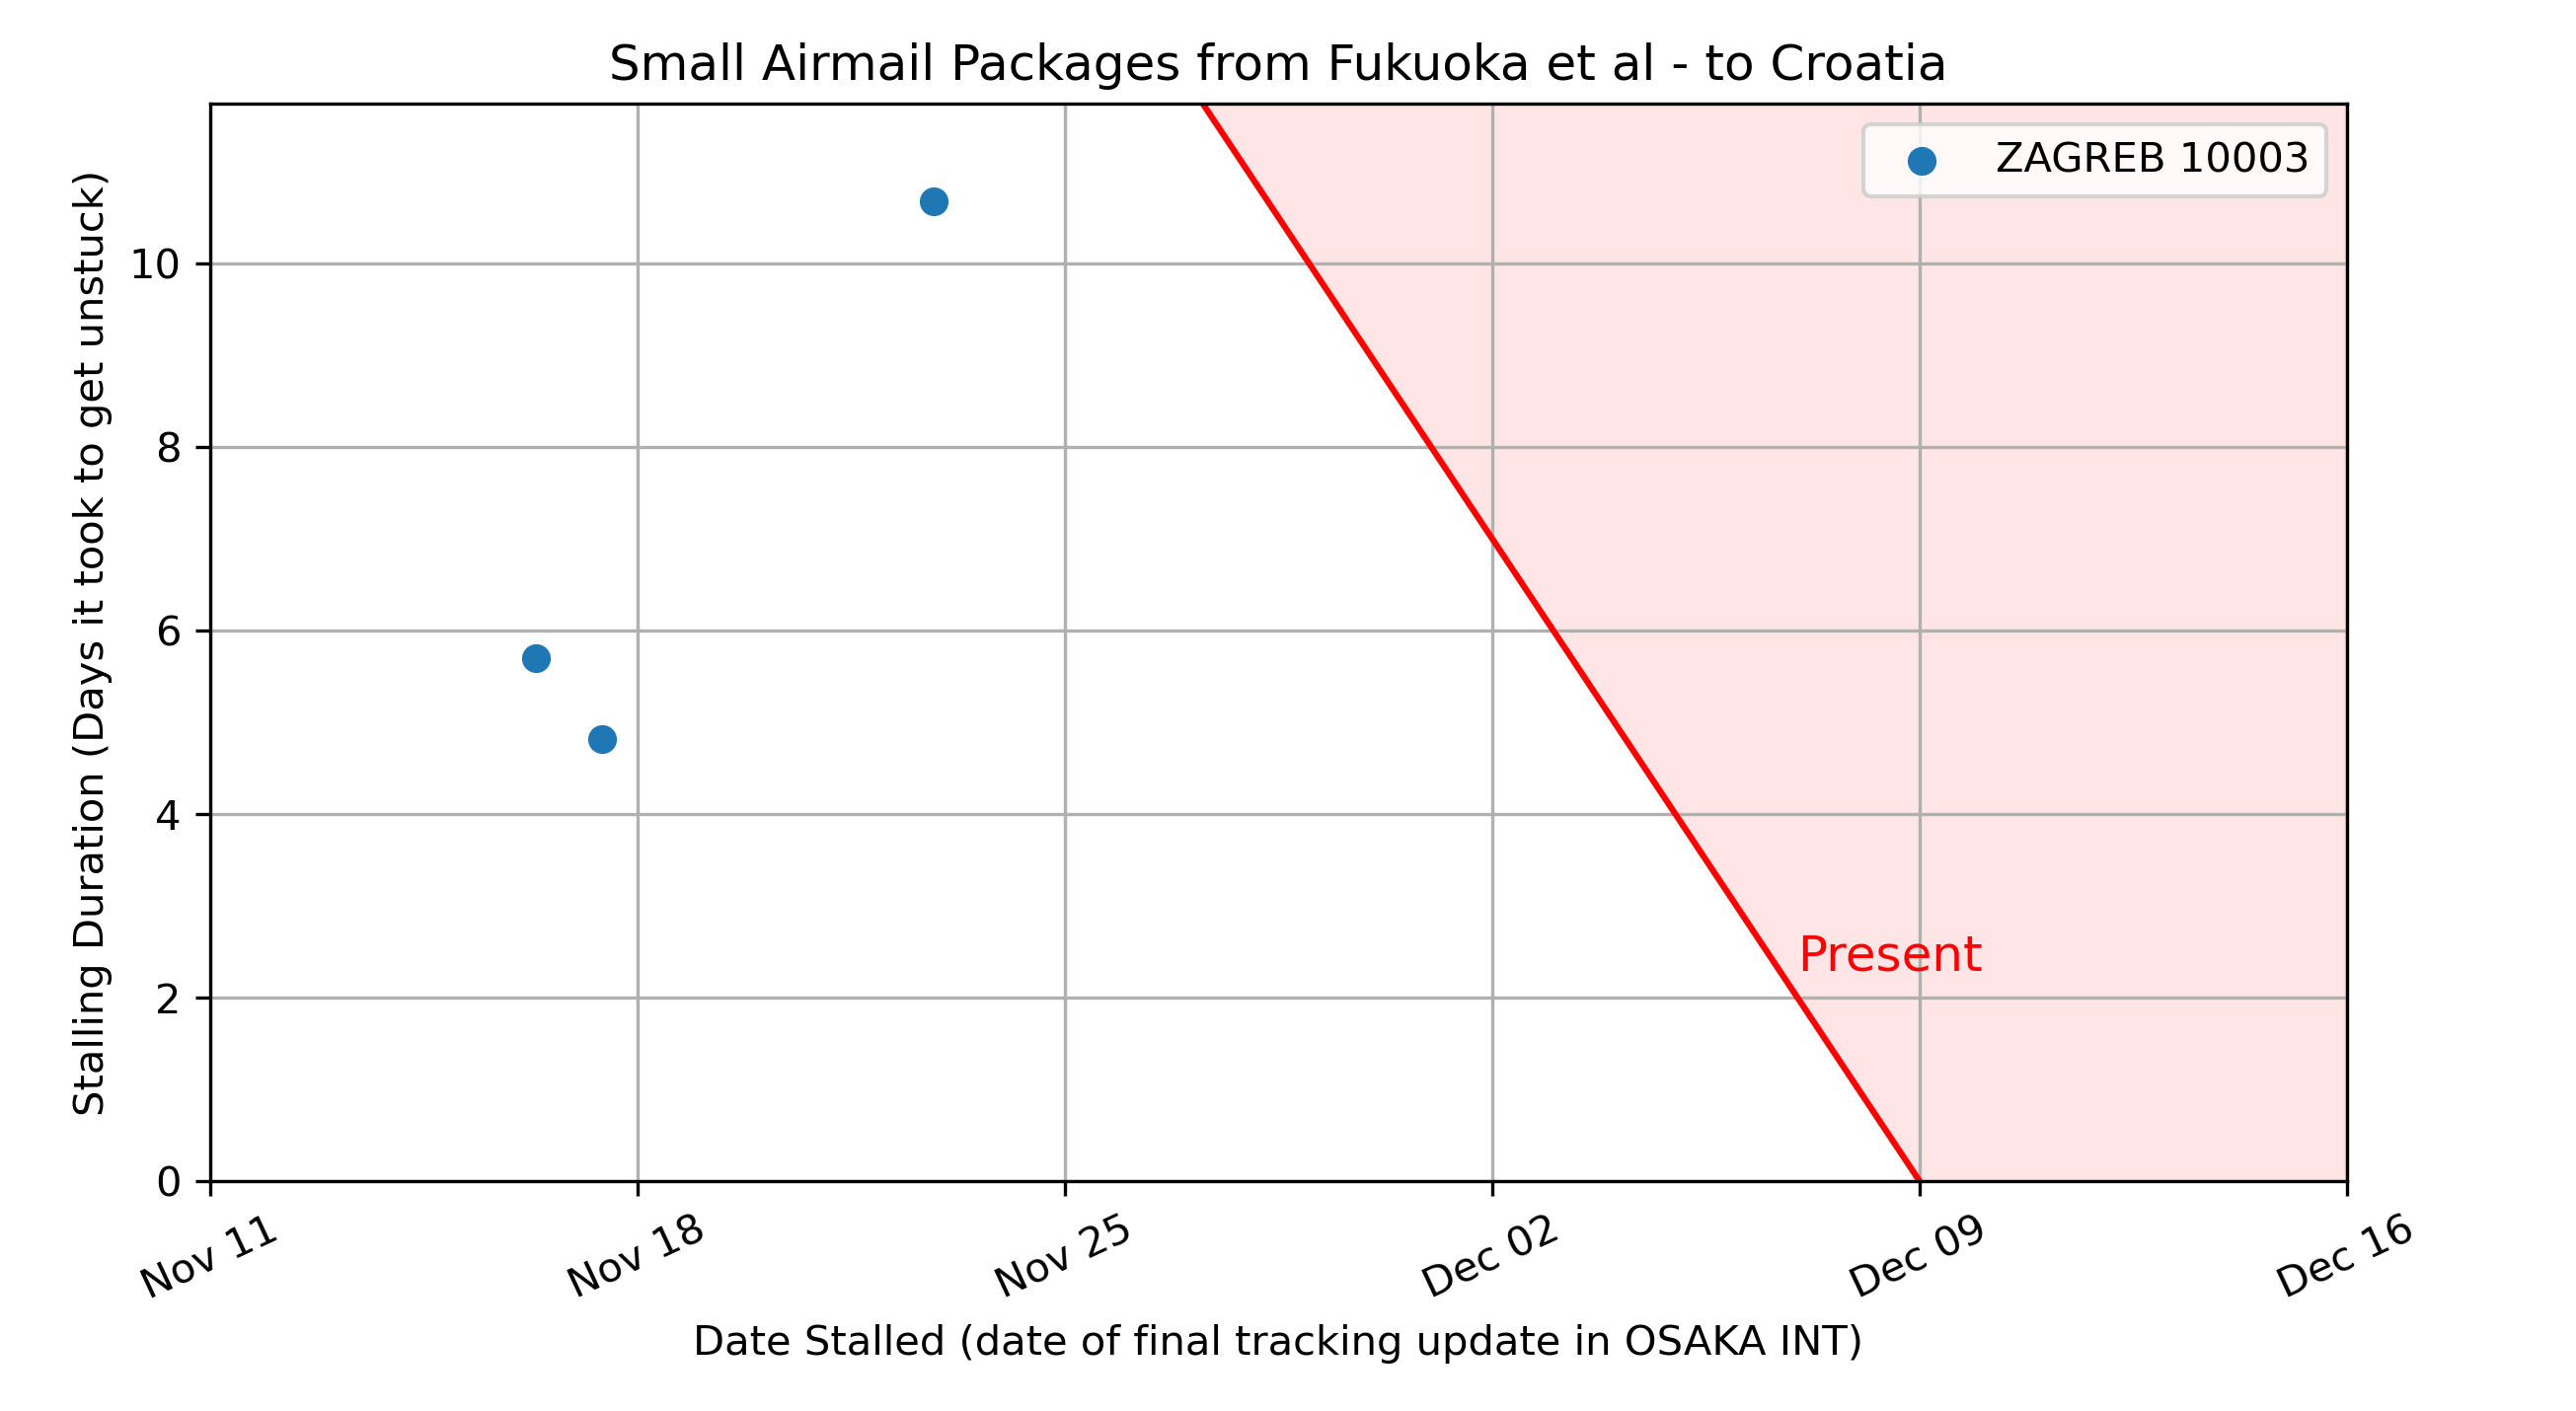 Small Airmail Packages from Fukuoka et al - to Croatia
ZAGREB 10003
Stalling Duration (Days it took to get unstuck)
10
8
6
4
2
0
Present
Nov 11
Nov 18
Nov 25
Dec 02
Dec 09
Dec 16
Date Stalled (date of final tracking update in OSAKA INT)